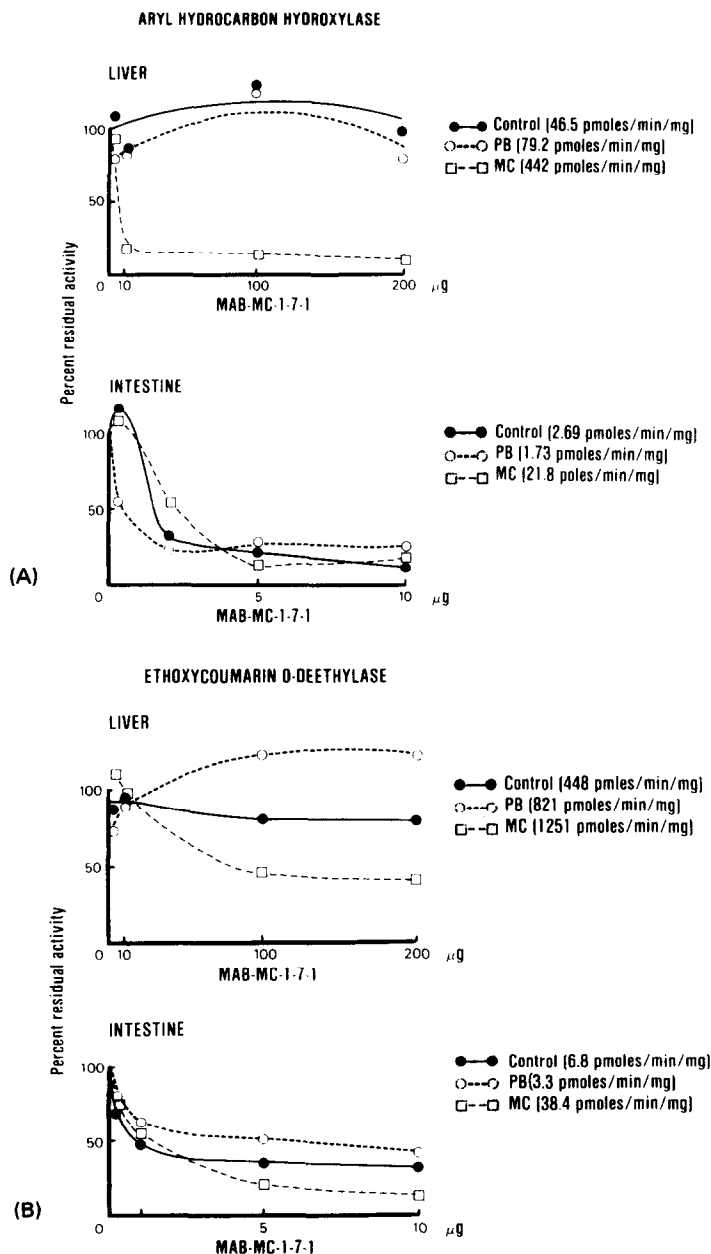 ARYL HYDROCARBON HYDROXYLASE
LIVER
100
50
0 10 100 200 μg
MAB-MC-1-7-1
Control (46.5 pmoles/min/mg)
PB (79.2 pmoles/min/mg)
MC (442 pmoles/min/mg)
Percent residual activity
INTESTINE
100
50
0 5 10 μg
MAB-MC-1-7-1
Control (2.69 pmoles/min/mg)
PB (1.73 pmoles/min/mg)
MC (21.8 poles/min/mg)
(A)
ETHOXYCOUMARIN O-DEETHYLASE
LIVER
100
50
0 10 100 200 μg
MAB-MC-1-7-1
Control (448 pmles/min/mg)
PB (821 pmoles/min/mg)
MC (1251 pmoles/min/mg)
Percent residual activity
INTESTINE
100
50
0 5 10 μg
MAB-MC-1-7-1
Control (6.8 pmoles/min/mg)
PB(3.3 pmoles/min/mg)
MC (38.4 pmoles/min/mg)
(B)